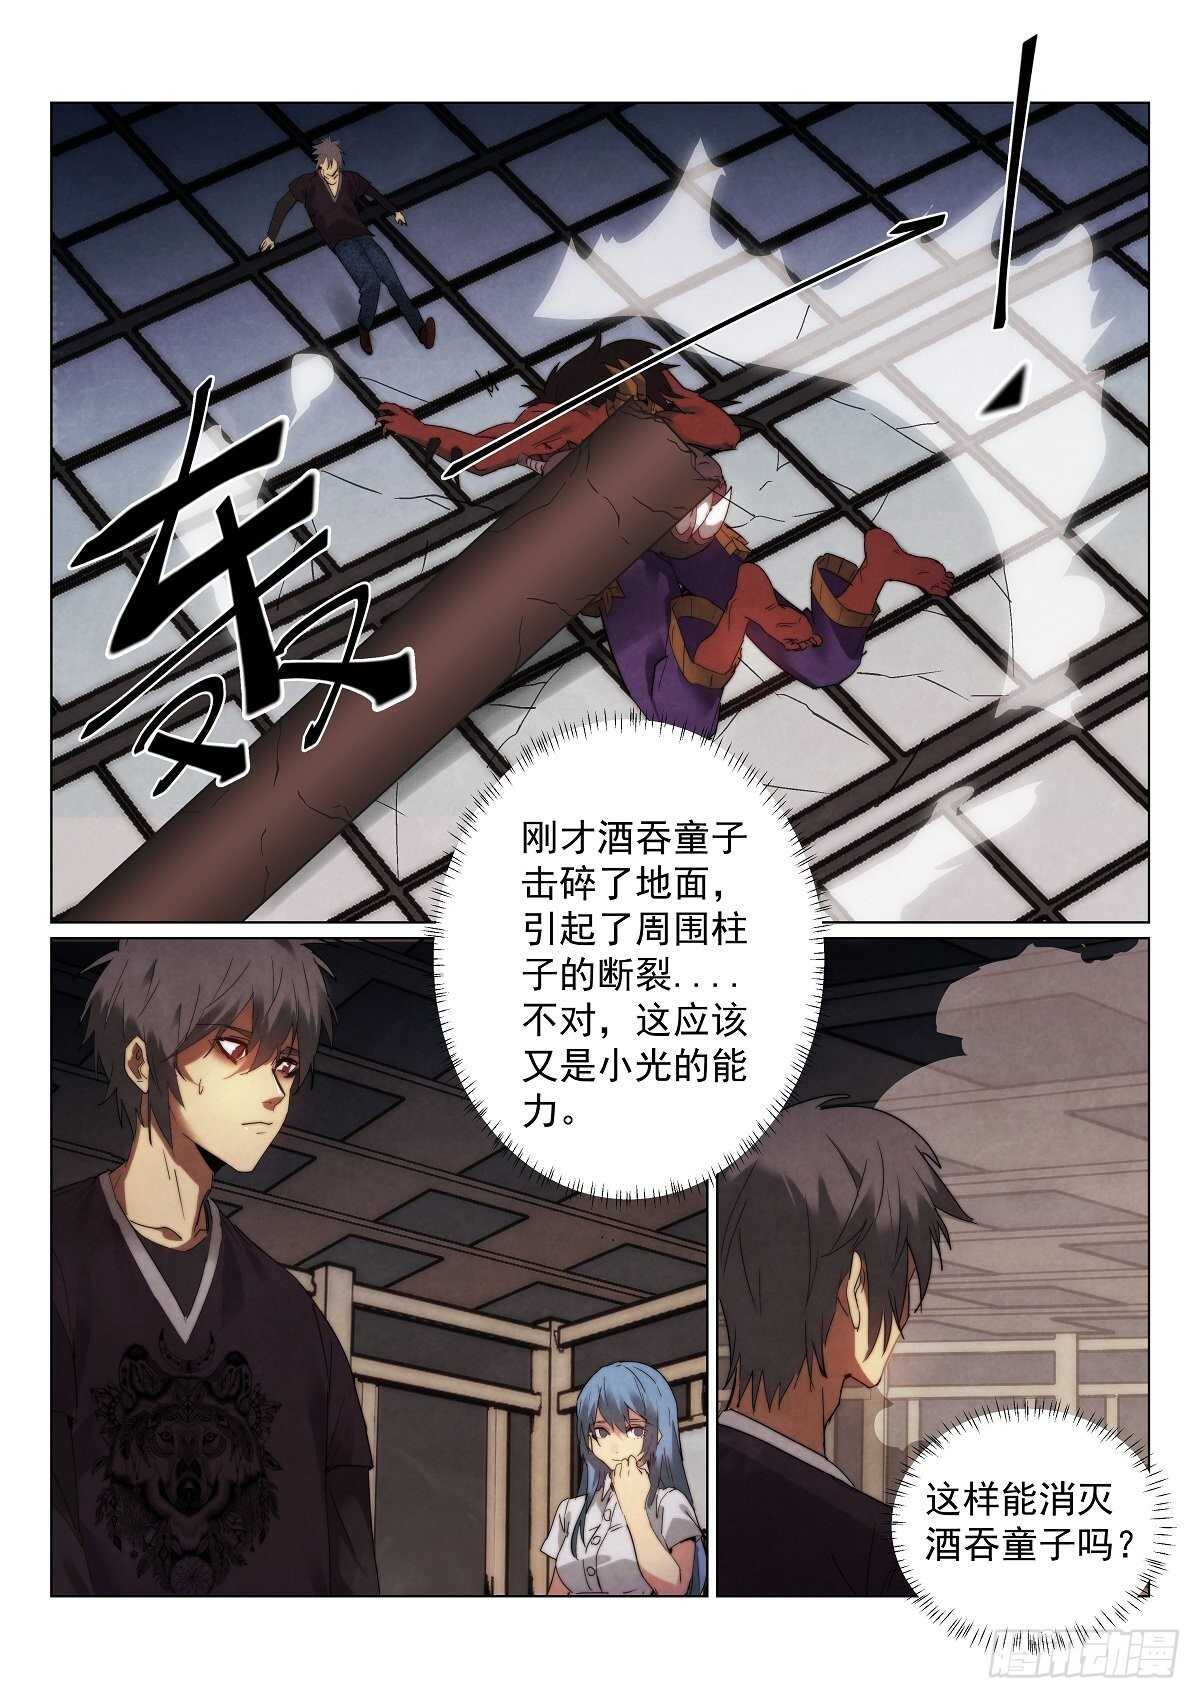 轰！
刚才酒吞童子
击碎了地面，
引起了周围柱
子的断裂....
不对，这应该
又是小光的能
力。
这样能消灭
酒吞童子吗？
腾讯动漫